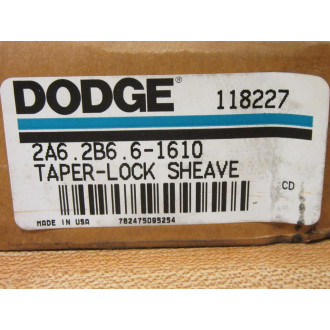 DODGE® 118227
2A6.2B6.6-1610
TAPER-LOCK SHEAVE
CD
MADE IN USA 782475095254